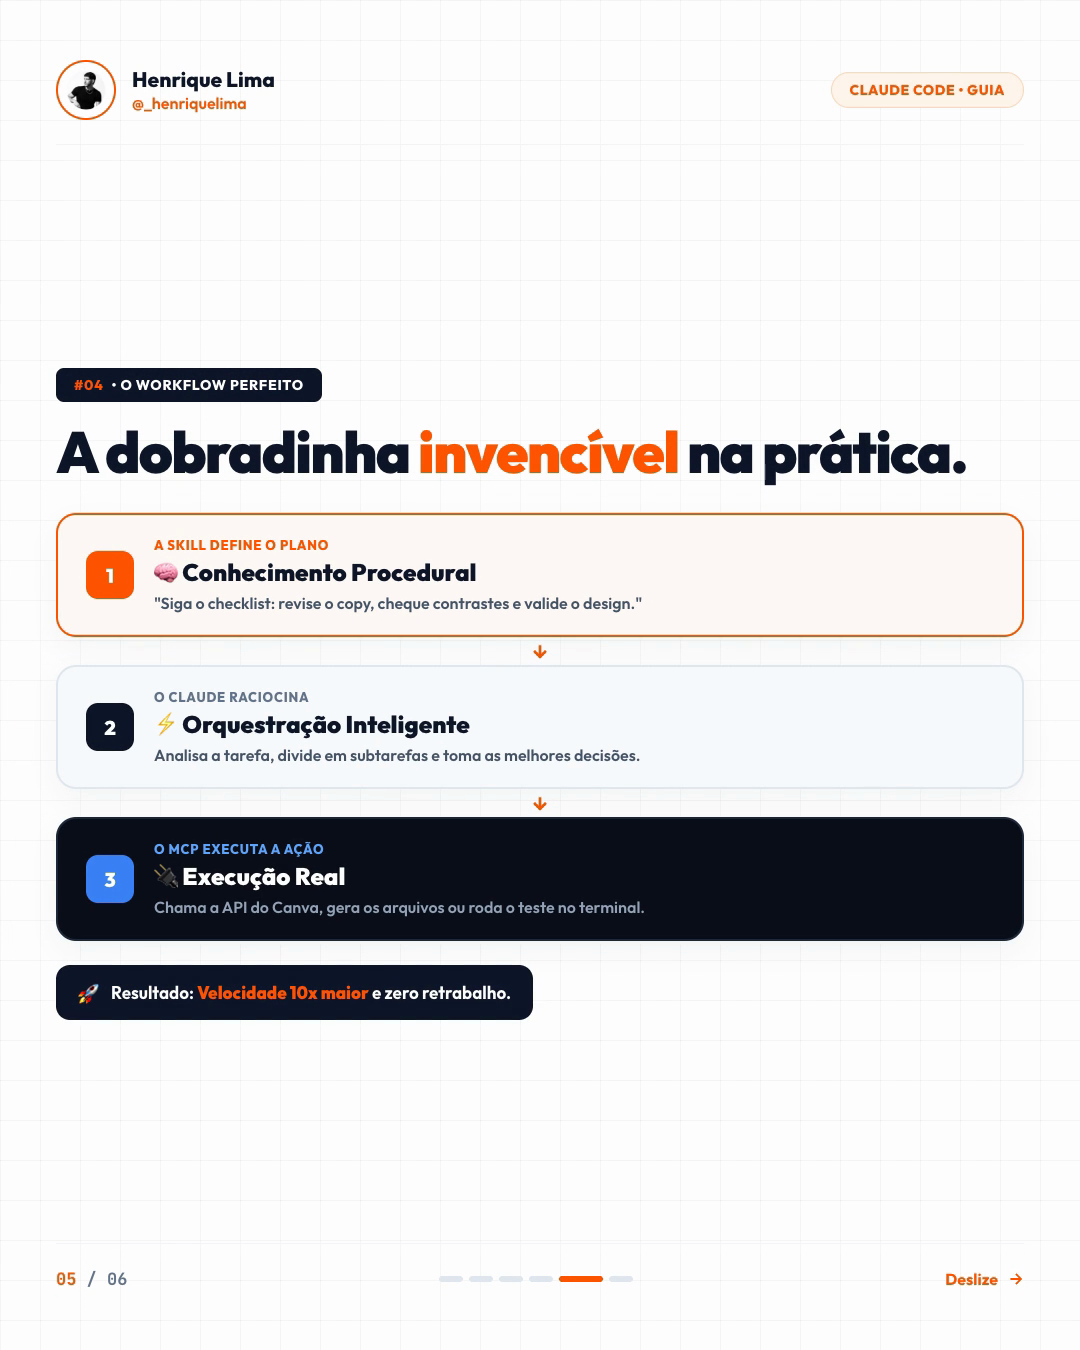 Henrique Lima
@_henriquelima
CLAUDE CODE • GUIA
#04 • O WORKFLOW PERFEITO
A dobradinha invencível na prática.
1
A SKILL DEFINE O PLANO
🧠 Conhecimento Procedural
"Siga o checklist: revise o copy, cheque contrastes e valide o design."
↓
2
O CLAUDE RACIOCINA
⚡ Orquestração Inteligente
Analisa a tarefa, divide em subtarefas e toma as melhores decisões.
↓
3
O MCP EXECUTA A AÇÃO
🔌 Execução Real
Chama a API do Canva, gera os arquivos ou roda o teste no terminal.
🚀 Resultado: Velocidade 10x maior e zero retrabalho.
05 / 06
Deslize →